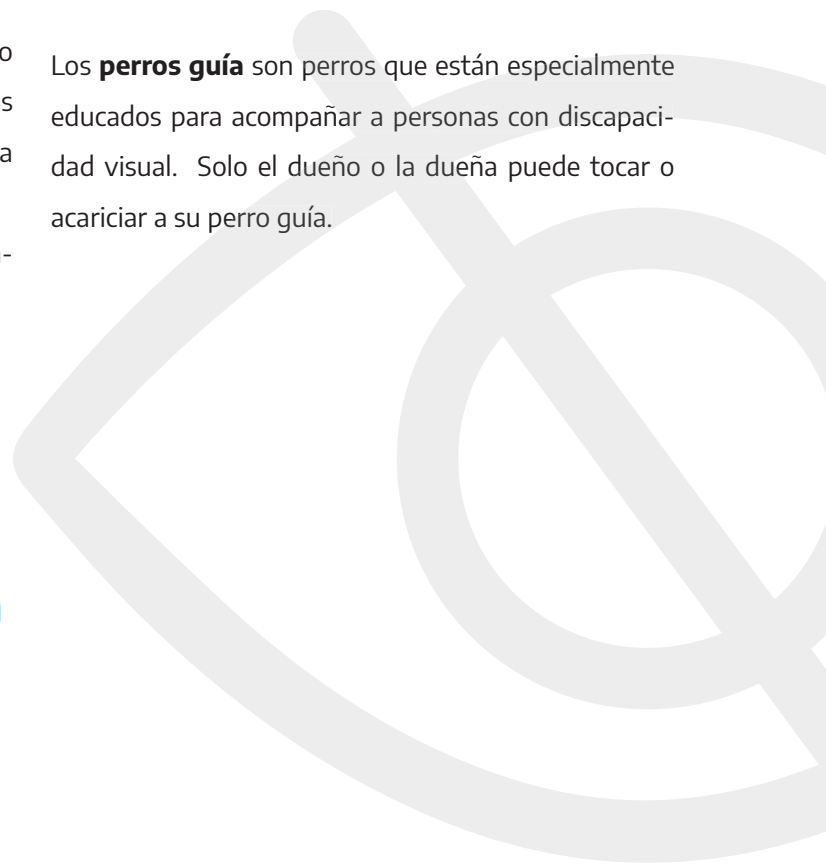 Los perros guía son perros que están especialmente
educados para acompañar a personas con discapaci-
dad visual. Solo el dueño o la dueña puede tocar o
acariciar a su perro guía.